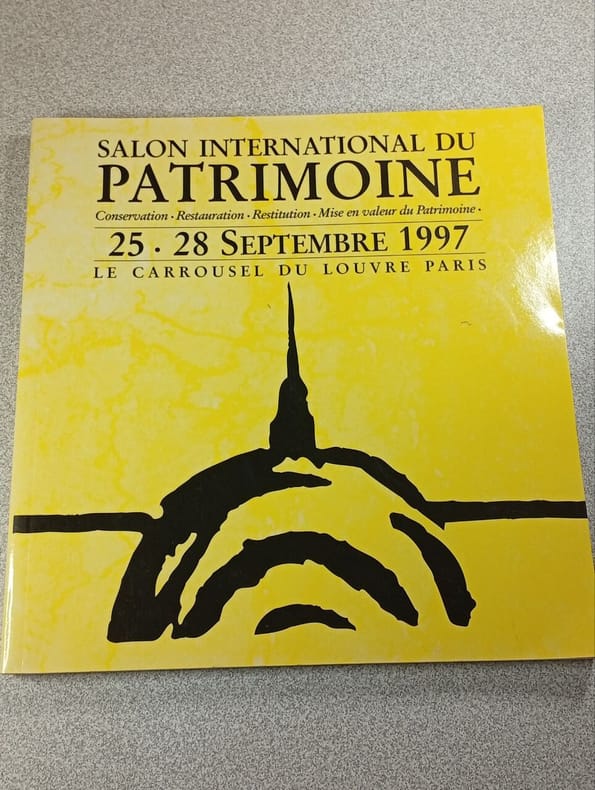 SALON INTERNATIONAL DU
PATRIMOINE
Conservation · Restauration · Restitution · Mise en valeur du Patrimoine ·
25 · 28 SEPTEMBRE 1997
LE CARROUSEL DU LOUVRE PARIS